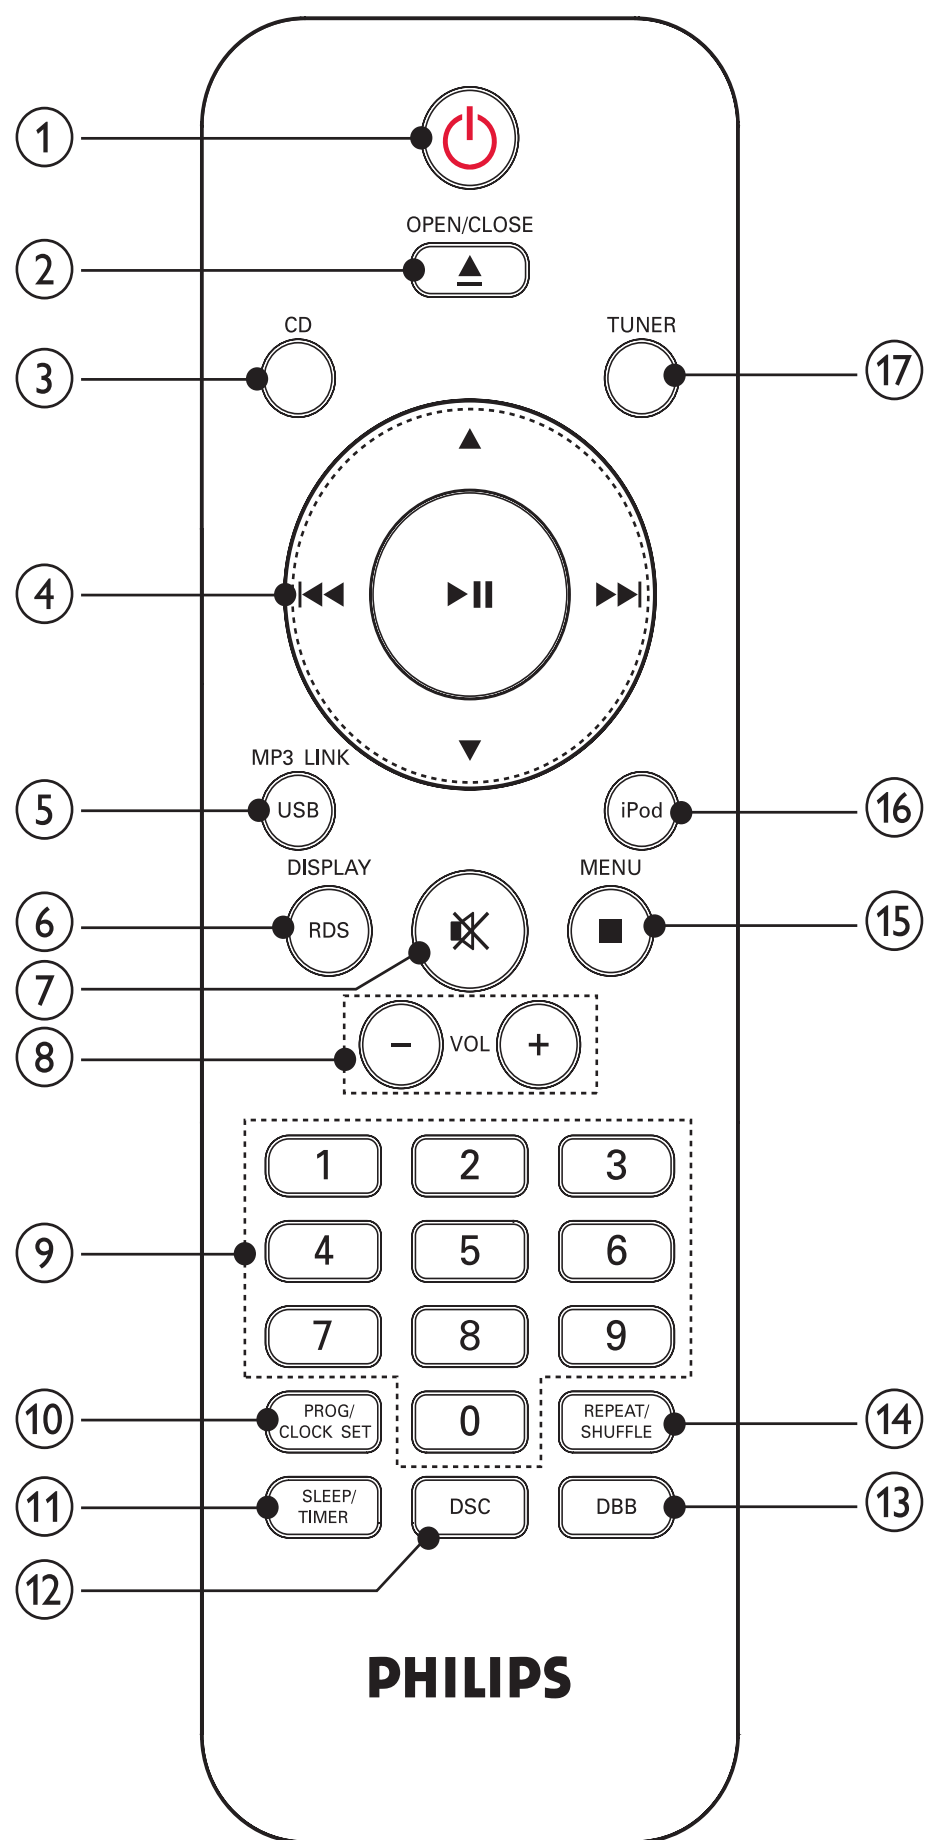 1
OPEN/CLOSE
2
CD TUNER
3 17
4
MP3 LINK
5 USB iPod 16
DISPLAY MENU
6 RDS 15
7
8 − VOL +
1 2 3
9 4 5 6
7 8 9
10 PROG/ CLOCK SET 0 REPEAT/ SHUFFLE 14
11 SLEEP/ TIMER DSC DBB 13
12
PHILIPS